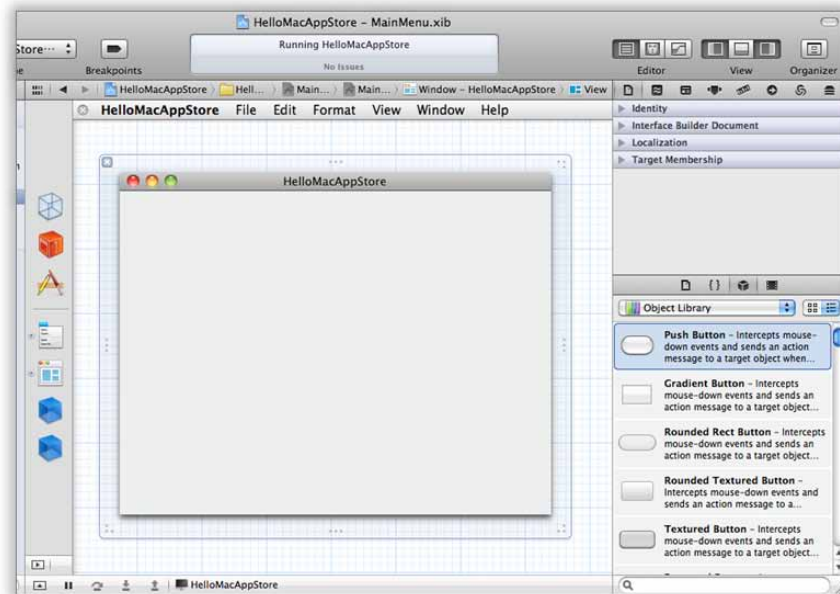 HelloMacAppStore – MainMenu.xib
Store...
Running HelloMacAppStore
No Issues
Breakpoints
Editor
View
Organizer
HelloMacAppStore
Hell...
Main...
Main...
Window – HelloMacAppStore
View
HelloMacAppStore File Edit Format View Window Help
HelloMacAppStore
Identity
Interface Builder Document
Localization
Target Membership
{ }
Object Library
Push Button – Intercepts mouse-
down events and sends an action
message to a target object when...
Gradient Button – Intercepts
mouse-down events and sends an
action message to a target object...
Rounded Rect Button – Intercepts
mouse-down events and sends an
action message to a target object...
Rounded Textured Button –
Intercepts mouse-down events and
sends an action message to a...
Textured Button – Intercepts
mouse-down events and sends an
action message to a target object...
HelloMacAppStore